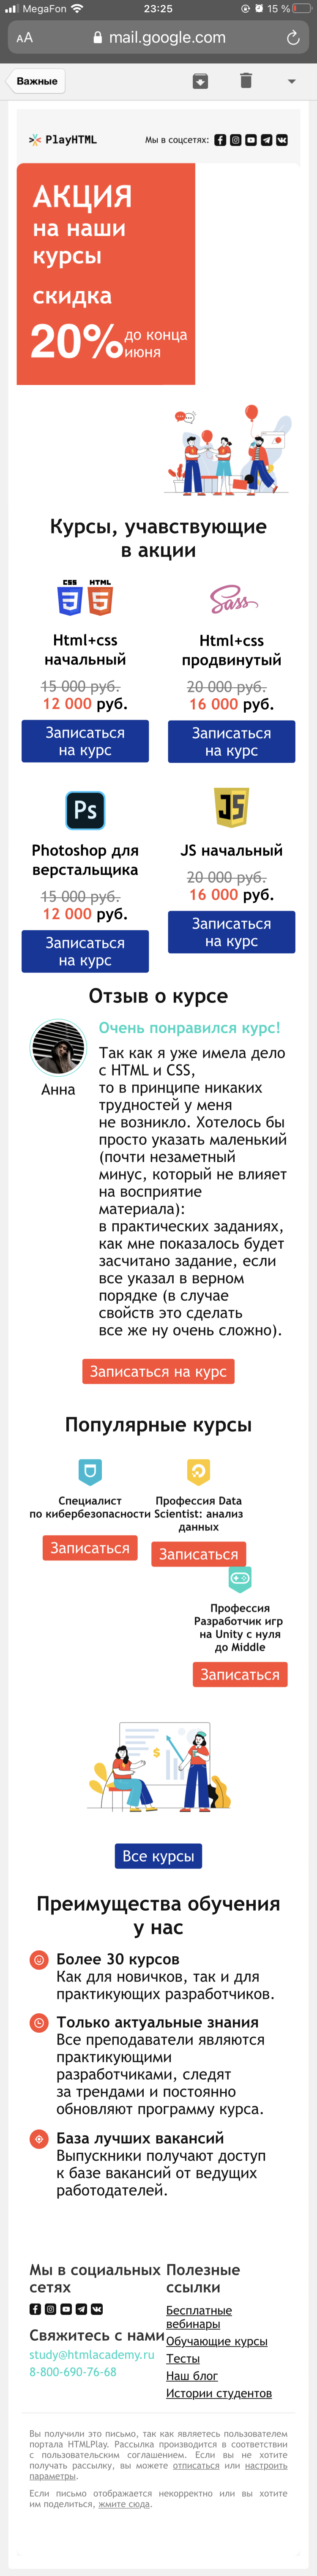 MegaFon 23:25 15 %
AA mail.google.com
Важные
PlayHTML Мы в соцсетях:
АКЦИЯ
на наши
курсы
скидка
20% до конца
июня
Курсы, учавствующие
в акции
CSS HTML
Sass
Html+css
начальный
15 000 руб.
12 000 руб.
Записаться
на курс
Html+css
продвинутый
20 000 руб.
16 000 руб.
Записаться
на курс
Ps
Photoshop для
верстальщика
15 000 руб.
12 000 руб.
Записаться
на курс
JS
JS начальный
20 000 руб.
16 000 руб.
Записаться
на курс
Отзыв о курсе
Анна
Очень понравился курс!
Так как я уже имела дело
с HTML и CSS,
то в принципе никаких
трудностей у меня
не возникло. Хотелось бы
просто указать маленький
(почти незаметный
минус, который не влияет
на восприятие
материала):
в практических заданиях,
как мне показалось будет
засчитано задание, если
все указал в верном
порядке (в случае
свойств это сделать
все же ну очень сложно).
Записаться на курс
Популярные курсы
Специалист
по кибербезопасности
Записаться
Профессия Data
Scientist: анализ
данных
Записаться
Профессия
Разработчик игр
на Unity с нуля
до Middle
Записаться
Все курсы
Преимущества обучения
у нас
Более 30 курсов
Как для новичков, так и для
практикующих разработчиков.
Только актуальные знания
Все преподаватели являются
практикующими
разработчиками, следят
за трендами и постоянно
обновляют программу курса.
База лучших вакансий
Выпускники получают доступ
к базе вакансий от ведущих
работодателей.
Мы в социальных
сетях
Свяжитесь с нами
study@htmlacademy.ru
8-800-690-76-68
Полезные
ссылки
Бесплатные
вебинары
Обучающие курсы
Тесты
Наш блог
Истории студентов
Вы получили это письмо, так как являетесь пользователем
портала HTMLPlay. Рассылка производится в соответствии
с пользовательским соглашением. Если вы не хотите
получать рассылку, вы можете отписаться или настроить
параметры.
Если письмо отображается некорректно или вы хотите
им поделиться, жмите сюда.